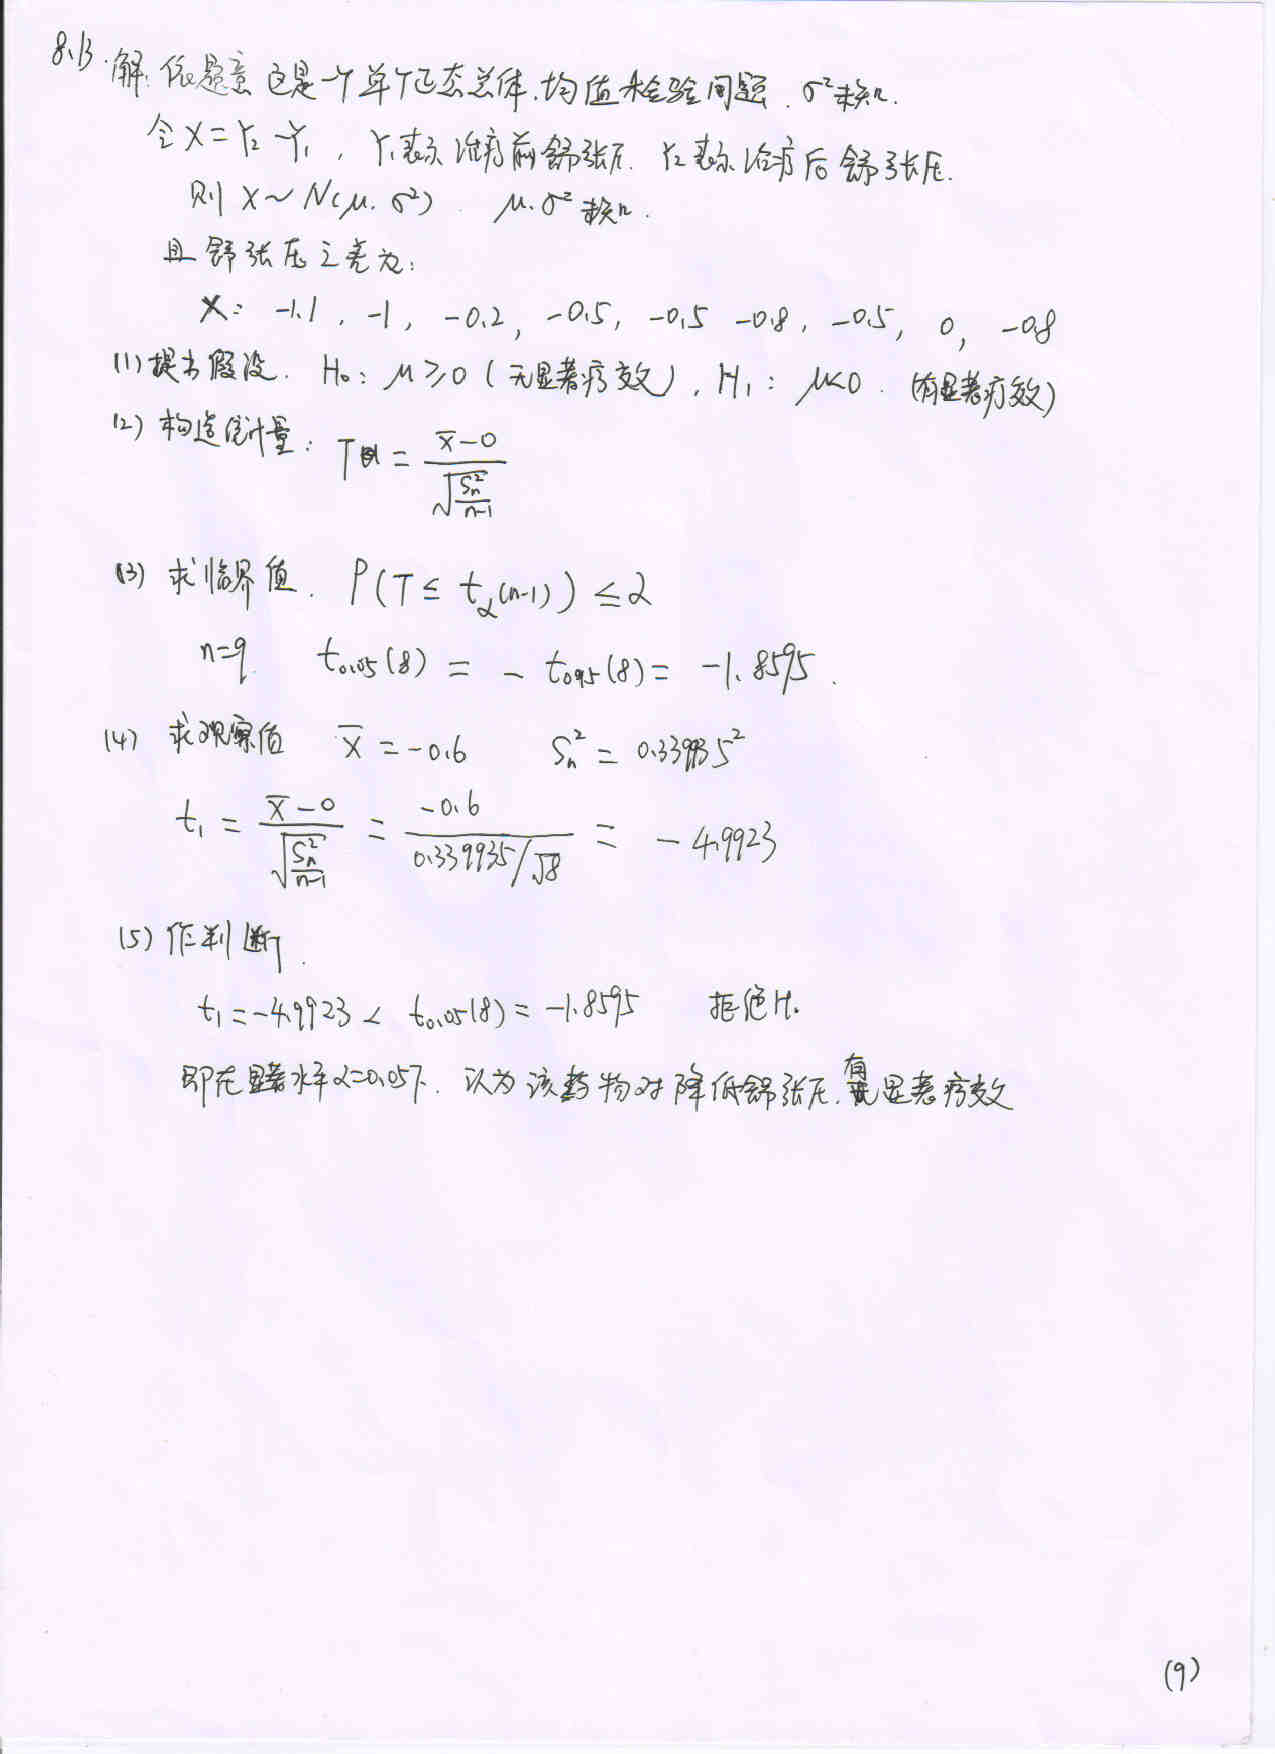 8.13. 解: 依题意 这是一个单个正态总体, 均值检验问题. σ²未知.
令 X = Y₂ - Y₁, Y₁表示治疗前舒张压. Y₂表示治疗后舒张压.
则 X ~ N(μ, σ²). μ, σ² 未知.
且舒张压之差为:
X: -1.1, -1, -0.2, -0.5, -0.5 -0.8, -0.5, 0, -0.8
(1) 提出假设. H₀: μ ≥ 0 (无显著疗效), H₁: μ < 0. (有显著疗效)
(2) 构造统计量: T = (x̄ - 0) / √(Sₙ²/(n-1))
(3) 求临界值. P(T ≤ t_α(n-1)) ≤ α
n=9. t₀.₀₅(8) = - t₀.₉₅(8) = -1.8595.
(4) 求观察值 x̄ = -0.6 Sₙ² = 0.339935²
t₁ = (x̄ - 0) / √(Sₙ²/(n-1)) = -0.6 / (0.339935/√8) = -4.9923
(5) 作判断.
t₁ = -4.9923 < t₀.₀₅(8) = -1.8595 拒绝H₀
即在显著水平α=0.05下. 认为该药物对降低舒张压, 有显著疗效
(9)